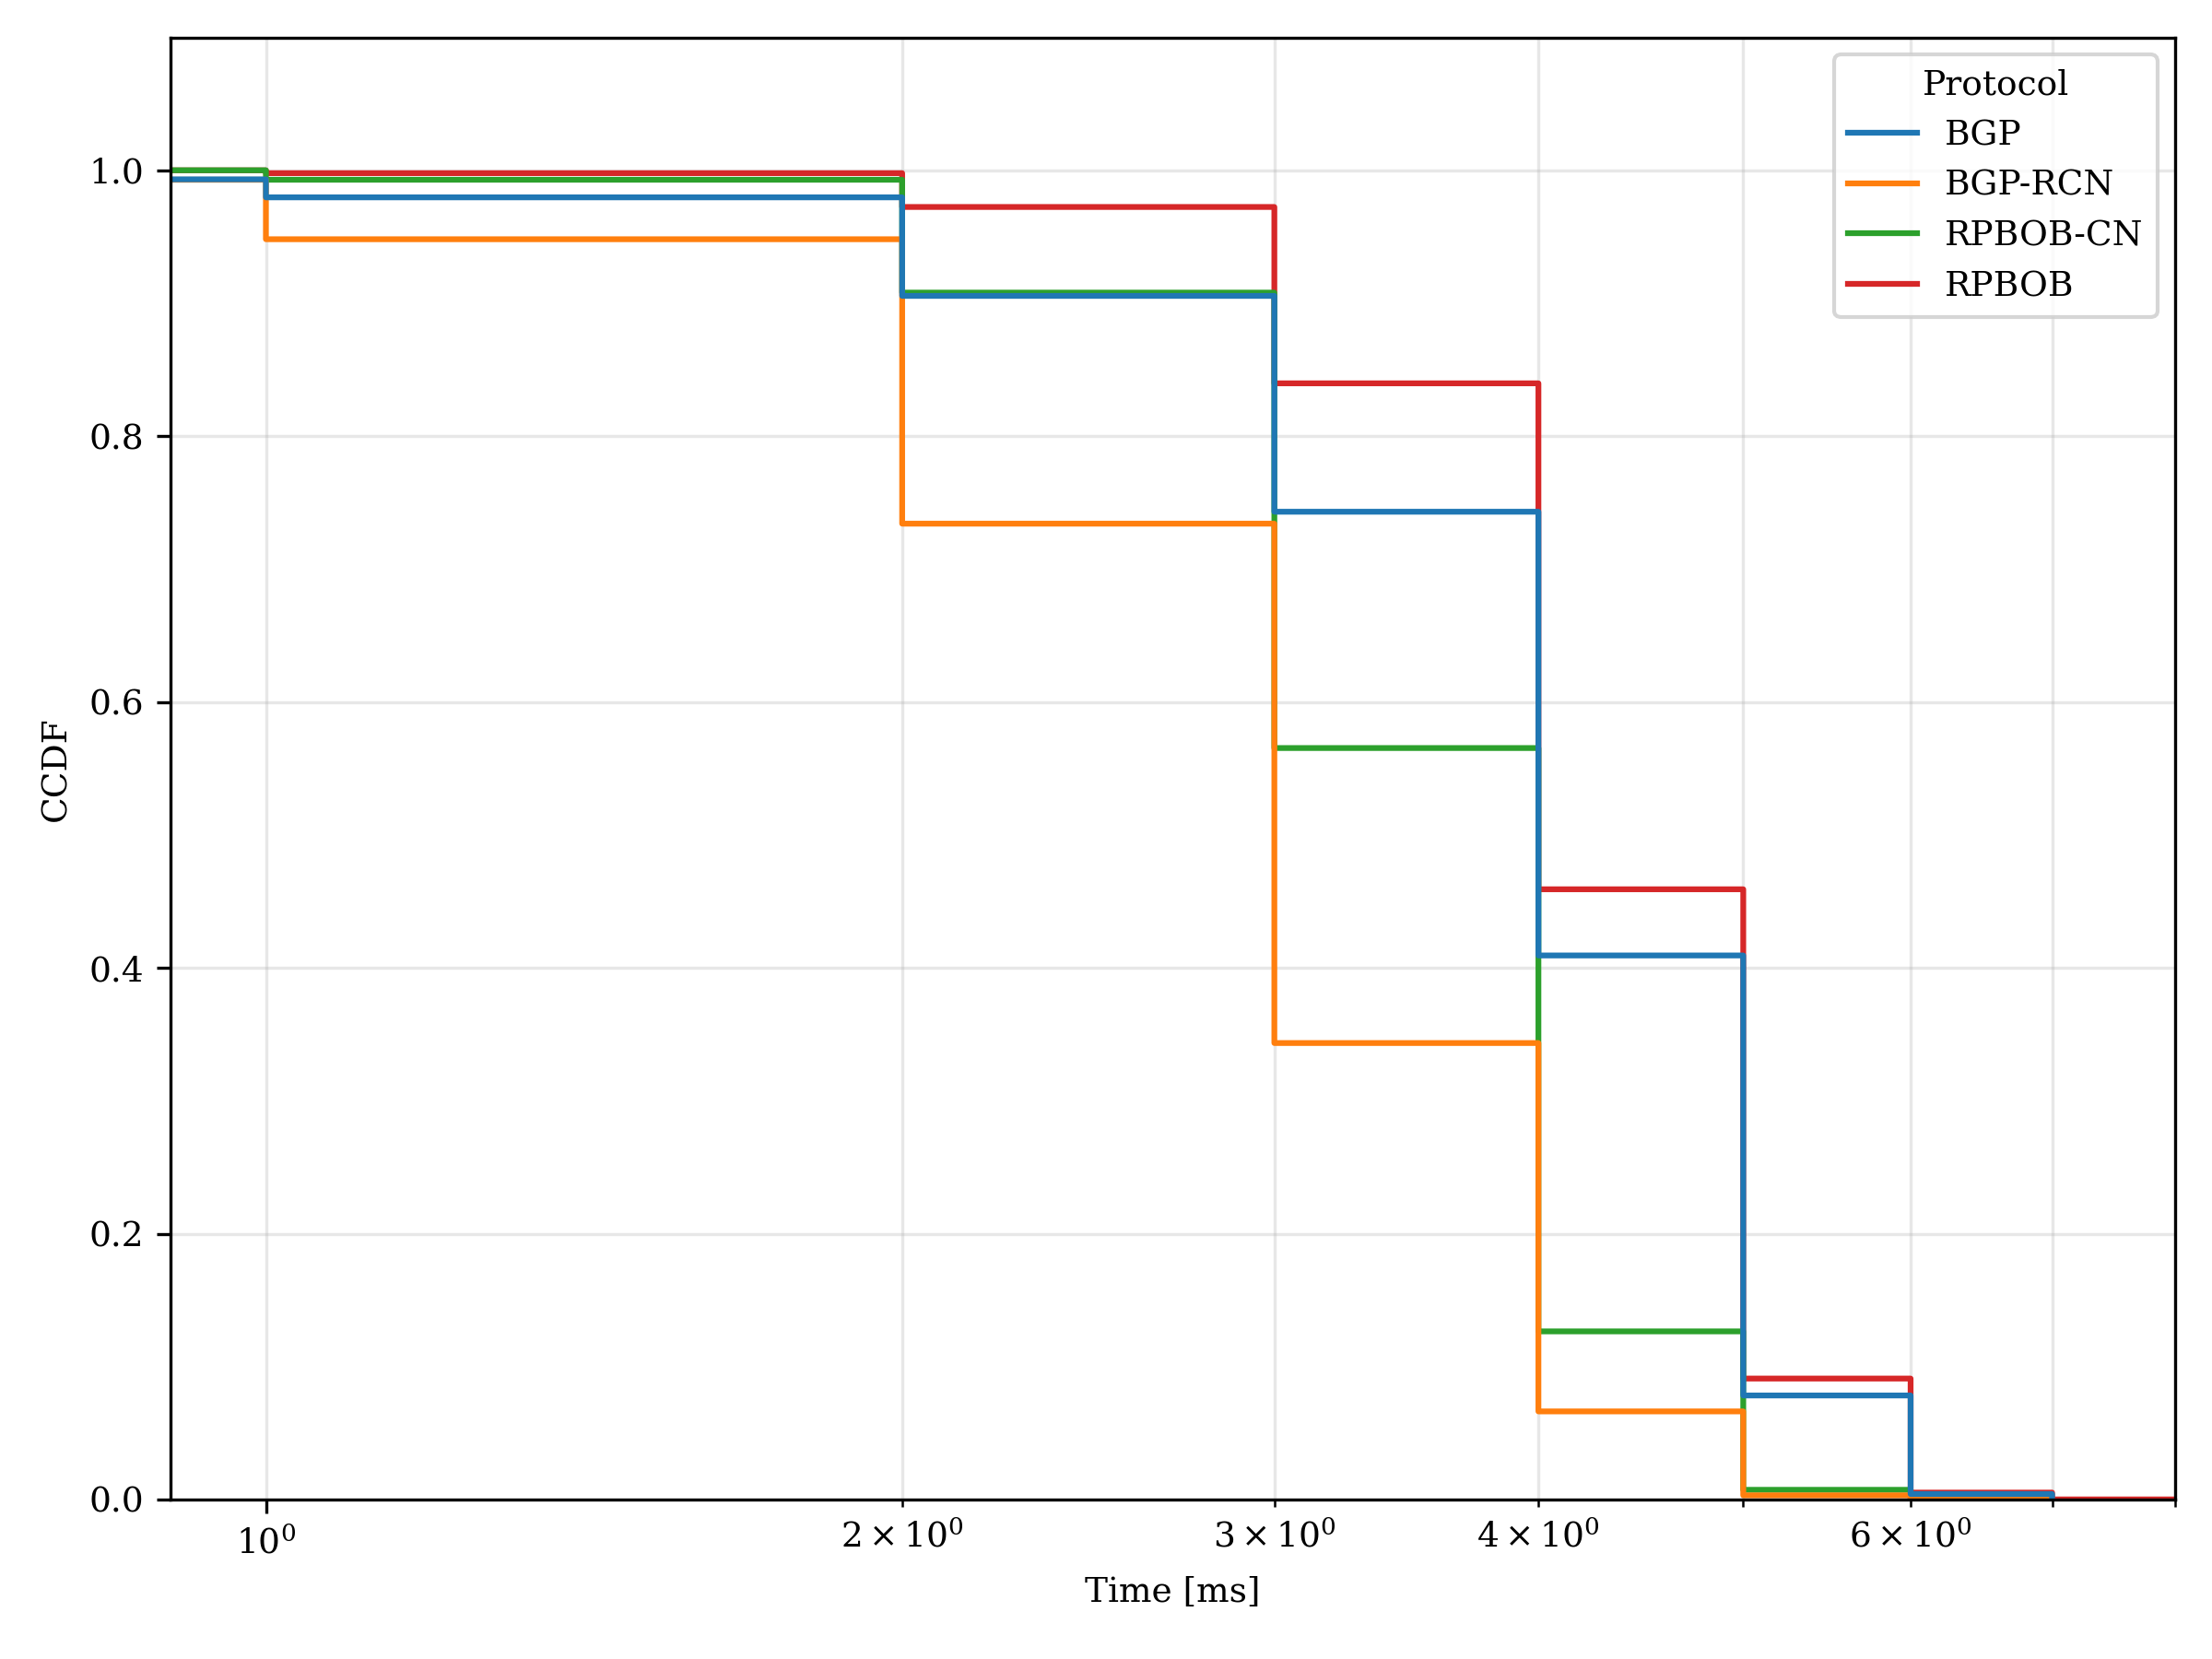 Protocol
BGP
BGP-RCN
RPBOB-CN
RPBOB
1.0
0.8
0.6
0.4
0.2
0.0
CCDF
10⁰
2 × 10⁰
3 × 10⁰
4 × 10⁰
6 × 10⁰
Time [ms]